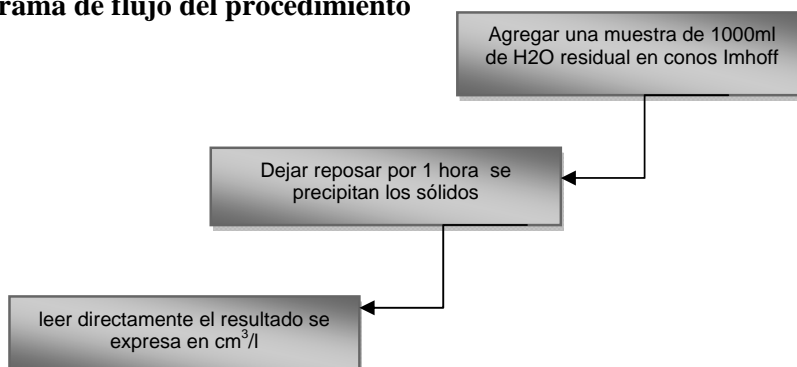 rama de flujo del procedimiento
Agregar una muestra de 1000ml
de H2O residual en conos Imhoff
Dejar reposar por 1 hora  se
precipitan los sólidos
leer directamente el resultado se
expresa en cm³/l